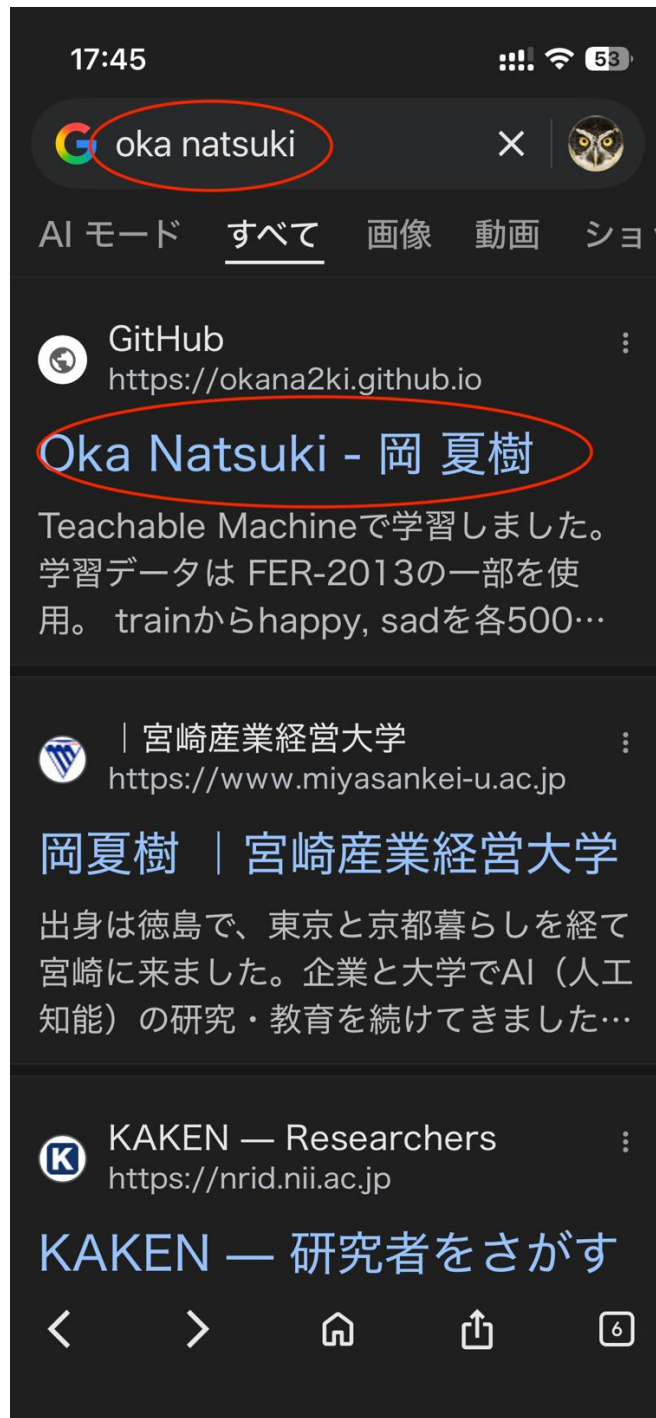 17:45
53
oka natsuki
AI モード すべて 画像 動画 ショッ
GitHub
https://okana2ki.github.io
Oka Natsuki - 岡 夏樹
Teachable Machineで学習しました。
学習データは FER-2013の一部を使
用。 trainからhappy, sadを各500…
｜宮崎産業経営大学
https://www.miyasankei-u.ac.jp
岡夏樹 ｜宮崎産業経営大学
出身は徳島で、東京と京都暮らしを経て
宮崎に来ました。企業と大学でAI（人工
知能）の研究・教育を続けてきました…
K
KAKEN — Researchers
https://nrid.nii.ac.jp
KAKEN — 研究者をさがす
6